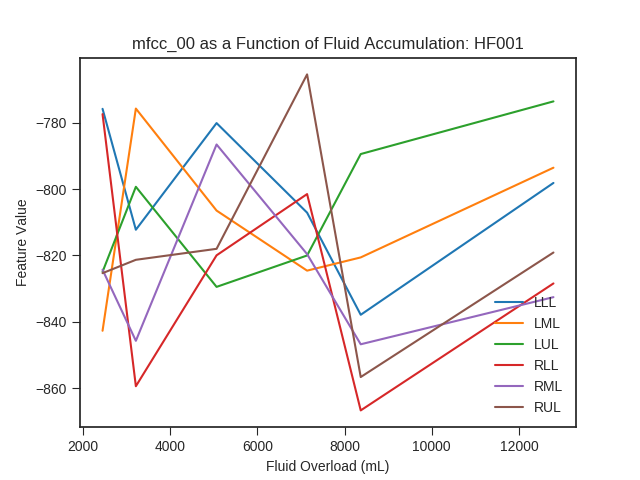 mfcc_00 as a Function of Fluid Accumulation: HF001
Feature Value
−780
−800
−820
−840
−860
LLL
LML
LUL
RLL
RML
RUL
2000 4000 6000 8000 10000 12000
Fluid Overload (mL)